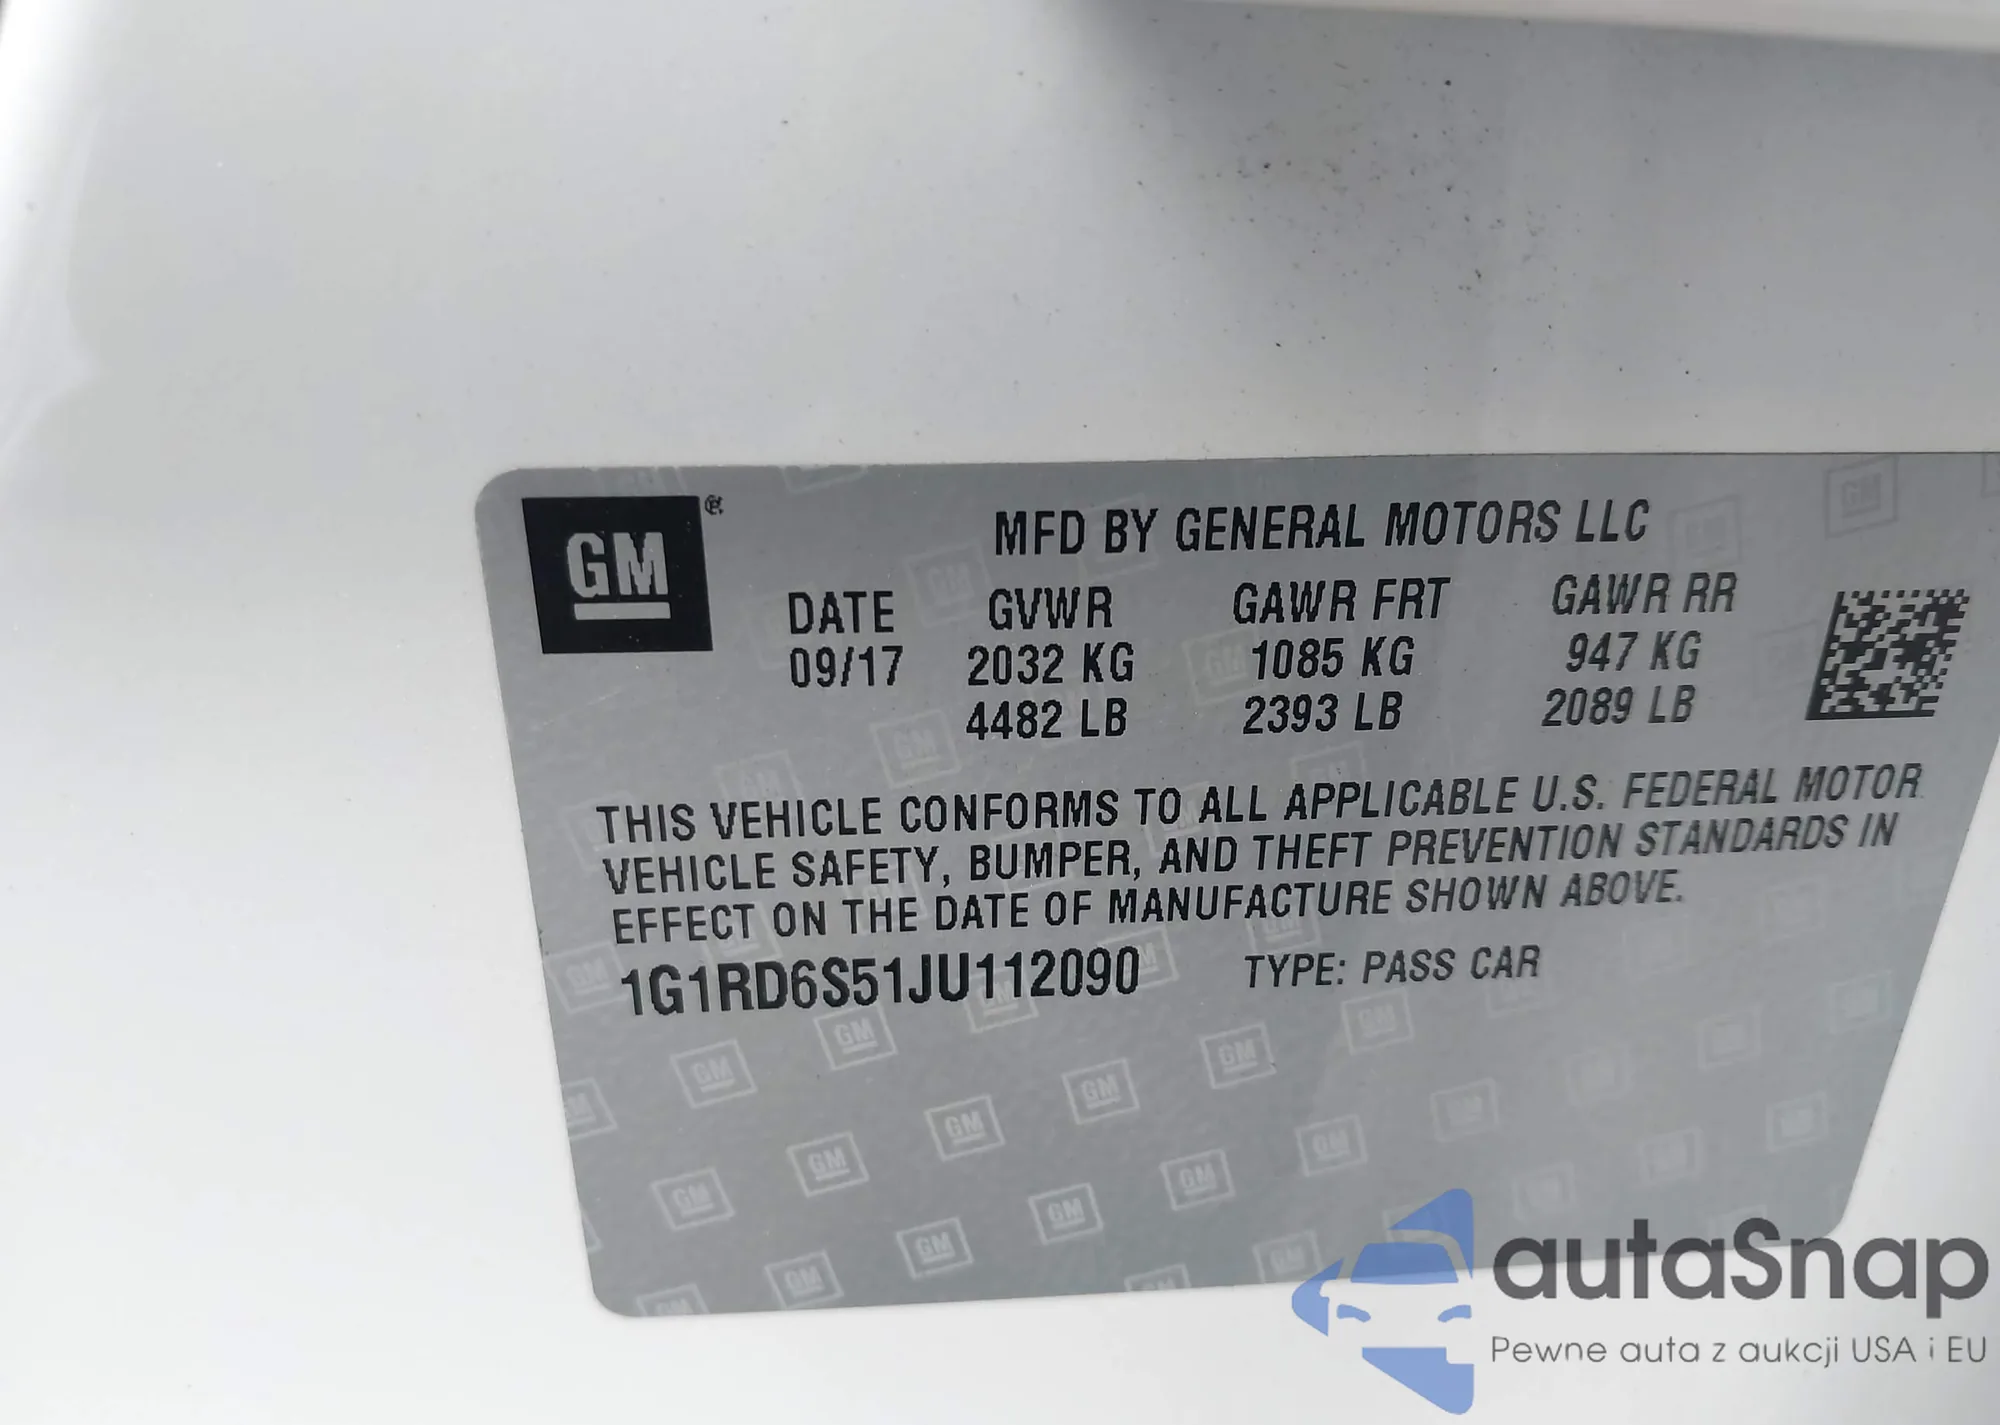 GM
MFD BY GENERAL MOTORS LLC
DATE GVWR GAWR FRT GAWR RR
09/17 2032 KG 1085 KG 947 KG
4482 LB 2393 LB 2089 LB
THIS VEHICLE CONFORMS TO ALL APPLICABLE U.S. FEDERAL MOTOR
VEHICLE SAFETY, BUMPER, AND THEFT PREVENTION STANDARDS IN
EFFECT ON THE DATE OF MANUFACTURE SHOWN ABOVE.
1G1RD6S51JU112090 TYPE: PASS CAR
autaSnap
Pewne auta z aukcji USA i EU